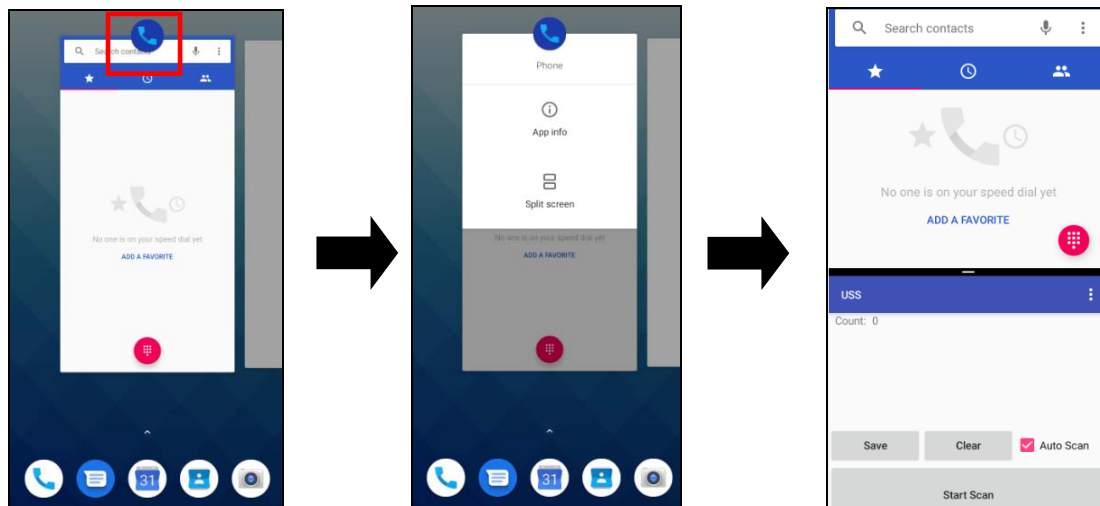 Search contacts
No one is on your speed dial yet
ADD A FAVORITE
31
Phone
App info
Split screen
No one is on your speed dial yet
ADD A FAVORITE
31
Search contacts
No one is on your speed dial yet
ADD A FAVORITE
USS
Count: 0
Save Clear Auto Scan
Start Scan